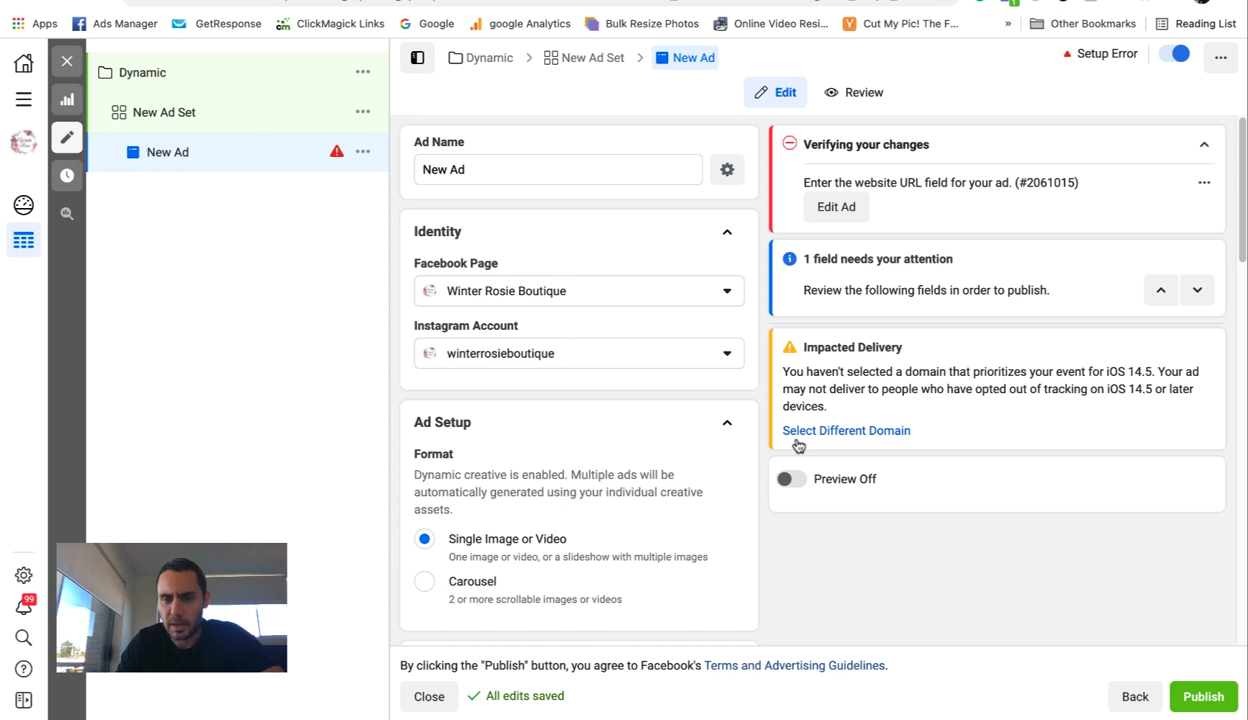 Apps
Ads Manager
GetResponse
ClickMagick Links
Google
google Analytics
Bulk Resize Photos
Online Video Resi...
Cut My Pic! The F...
»
Other Bookmarks
Reading List
Dynamic
New Ad Set
New Ad
Dynamic
New Ad Set
New Ad
Setup Error
Edit
Review
Ad Name
New Ad
Identity
Facebook Page
Winter Rosie Boutique
Instagram Account
winterrosieboutique
Ad Setup
Format
Dynamic creative is enabled. Multiple ads will be
automatically generated using your individual creative
assets.
Single Image or Video
One image or video, or a slideshow with multiple images
Carousel
2 or more scrollable images or videos
Verifying your changes
Enter the website URL field for your ad. (#2061015)
Edit Ad
1 field needs your attention
Review the following fields in order to publish.
Impacted Delivery
You haven't selected a domain that prioritizes your event for iOS 14.5. Your ad
may not deliver to people who have opted out of tracking on iOS 14.5 or later
devices.
Select Different Domain
Preview Off
99
By clicking the "Publish" button, you agree to Facebook's Terms and Advertising Guidelines.
Close
All edits saved
Back
Publish